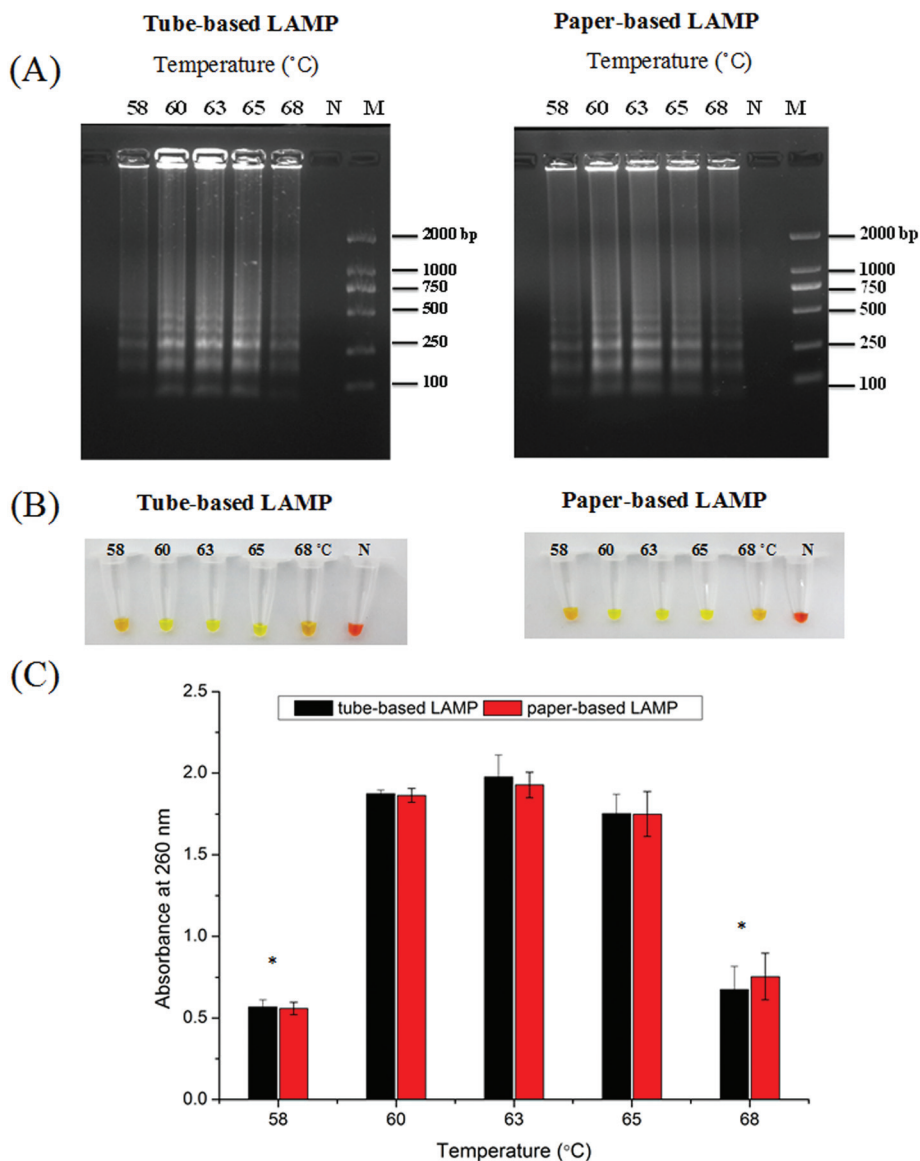 Tube-based LAMP Paper-based LAMP
(A) Temperature (˚C) Temperature (˚C)
58 60 63 65 68 N M 58 60 63 65 68 N M
2000 bp 2000 bp
1000 1000
750 750
500 500
250 250
100 100
(B) Tube-based LAMP Paper-based LAMP
58 60 63 65 68 ˚C N 58 60 63 65 68 ˚C N
(C)
2.5
tube-based LAMP paper-based LAMP
2.0
1.5
1.0
0.5
0.0
Absorbance at 260 nm
* *
58 60 63 65 68
Temperature (°C)